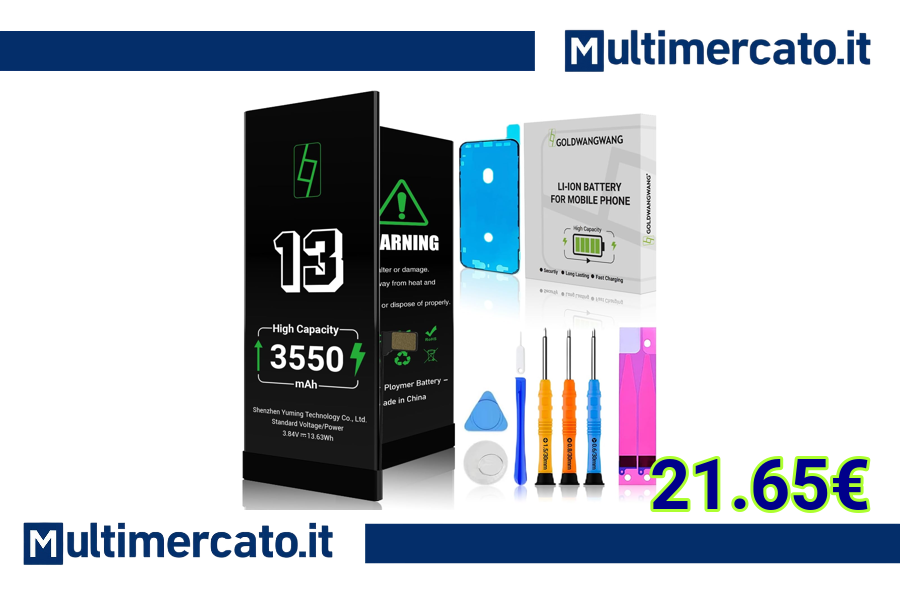 Multimercato.it
GOLDWANGWANG
LI-ION BATTERY
FOR MOBILE PHONE
High Capacity
Security Long Lasting Fast Charging
GOLDWANGWANG
13
High Capacity
3550
mAh
Shenzhen Yuming Technology Co., Ltd.
Standard Voltage/Power
3.84V 13.63Wh
ARNING
alter or damage.
way from heat and
or dispose of properly.
Ploymer Battery –
ade in China
21.65€
Multimercato.it